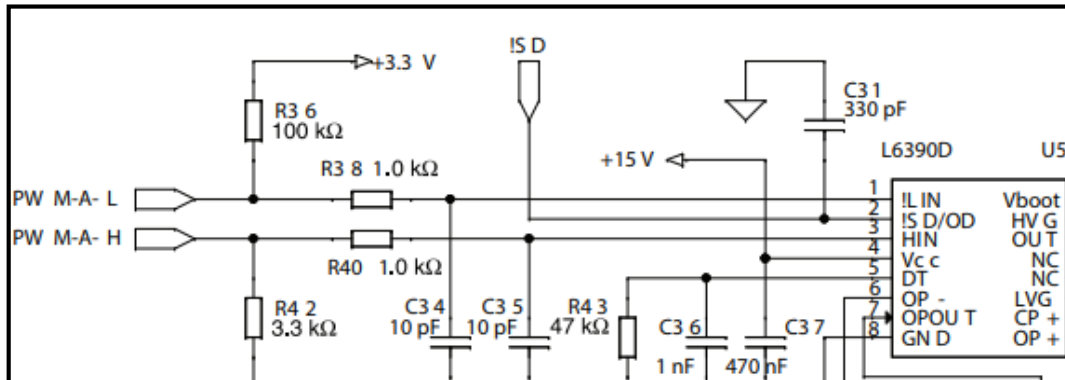 !S D
+3.3 V
C3 1
330 pF
R3 6
100 kΩ
L6390D U5
+15 V
R3 8 1.0 kΩ
PW M-A- L
1 !L IN Vboot
2 !S D/OD HV G
PW M-A- H
3 HIN OU T
4 Vc c NC
R40 1.0 kΩ
5 DT NC
6 OP - LVG
7 OPOU T CP +
8 GN D OP +
R4 2
3.3 kΩ
C3 4
10 pF
C3 5
10 pF
R4 3
47 kΩ
C3 6
1 nF
C3 7
470 nF